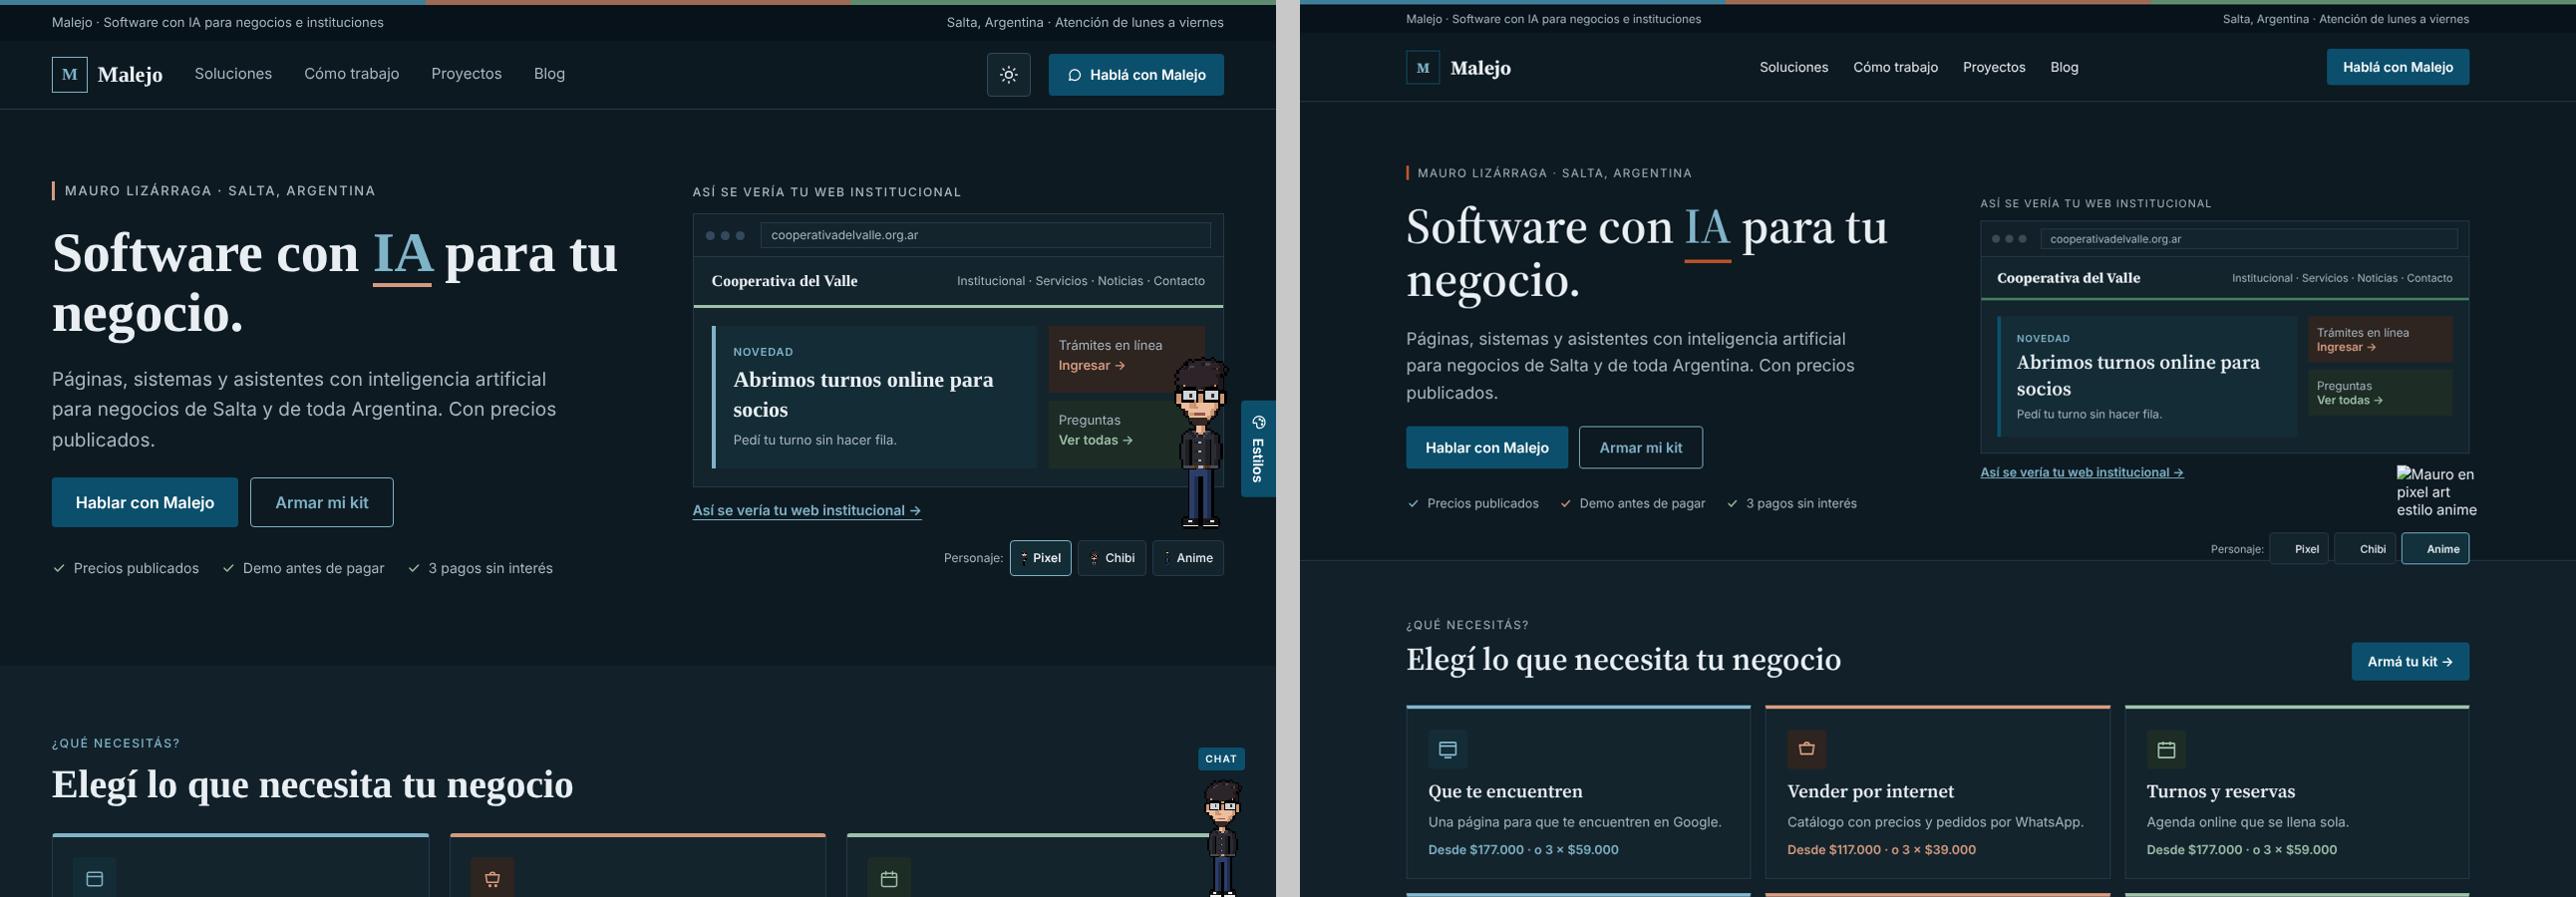 Malejo · Software con IA para negocios e instituciones
Salta, Argentina · Atención de lunes a viernes
M Malejo
Soluciones
Cómo trabajo
Proyectos
Blog
Hablá con Malejo
MAURO LIZÁRRAGA · SALTA, ARGENTINA
Software con IA para tu
negocio.
Páginas, sistemas y asistentes con inteligencia artificial
para negocios de Salta y de toda Argentina. Con precios
publicados.
Hablar con Malejo
Armar mi kit
Precios publicados
Demo antes de pagar
3 pagos sin interés
ASÍ SE VERÍA TU WEB INSTITUCIONAL
cooperativadelvalle.org.ar
Cooperativa del Valle
Institucional · Servicios · Noticias · Contacto
NOVEDAD
Abrimos turnos online para
socios
Pedí tu turno sin hacer fila.
Trámites en línea
Ingresar →
Preguntas
Ver todas →
Así se vería tu web institucional →
Personaje:
Pixel
Chibi
Anime
Estilos
¿QUÉ NECESITÁS?
Elegí lo que necesita tu negocio
CHAT
Malejo · Software con IA para negocios e instituciones
Salta, Argentina · Atención de lunes a viernes
M Malejo
Soluciones
Cómo trabajo
Proyectos
Blog
Hablá con Malejo
MAURO LIZÁRRAGA · SALTA, ARGENTINA
Software con IA para tu
negocio.
Páginas, sistemas y asistentes con inteligencia artificial
para negocios de Salta y de toda Argentina. Con precios
publicados.
Hablar con Malejo
Armar mi kit
Precios publicados
Demo antes de pagar
3 pagos sin interés
ASÍ SE VERÍA TU WEB INSTITUCIONAL
cooperativadelvalle.org.ar
Cooperativa del Valle
Institucional · Servicios · Noticias · Contacto
NOVEDAD
Abrimos turnos online para
socios
Pedí tu turno sin hacer fila.
Trámites en línea
Ingresar →
Preguntas
Ver todas →
Así se vería tu web institucional →
Mauro en
pixel art
estilo anime
Personaje:
Pixel
Chibi
Anime
¿QUÉ NECESITÁS?
Elegí lo que necesita tu negocio
Armá tu kit →
Que te encuentren
Una página para que te encuentren en Google.
Desde $177.000 · o 3 × $59.000
Vender por internet
Catálogo con precios y pedidos por WhatsApp.
Desde $117.000 · o 3 × $39.000
Turnos y reservas
Agenda online que se llena sola.
Desde $177.000 · o 3 × $59.000